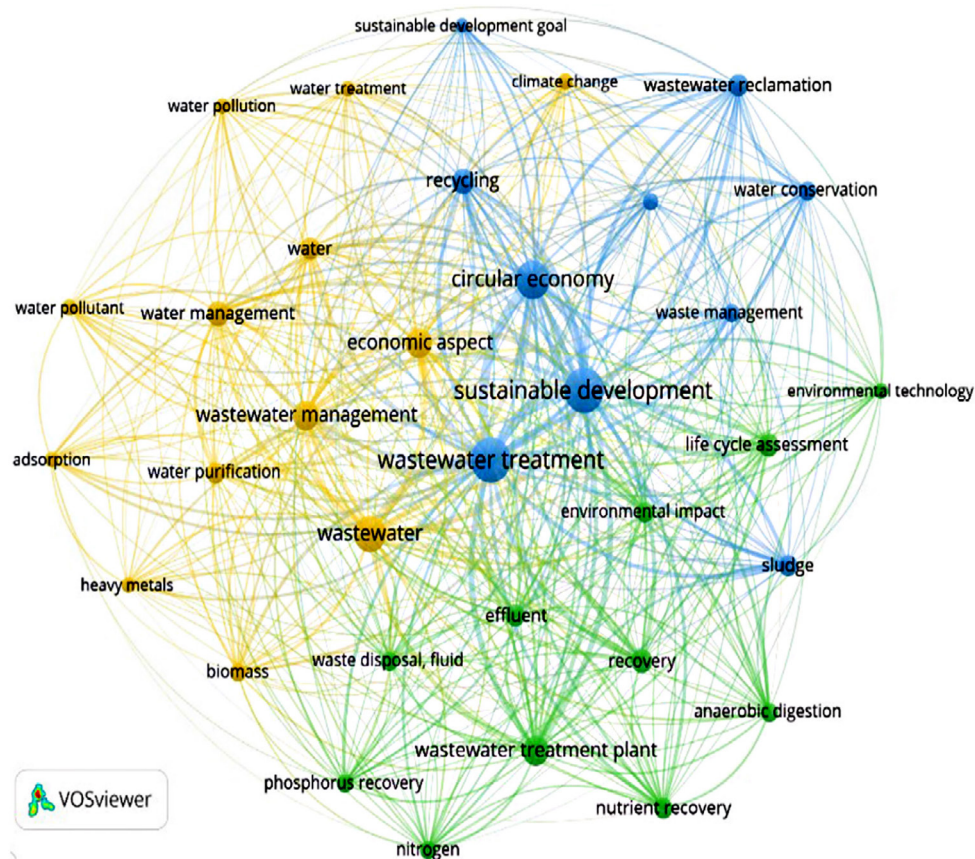 sustainable development goal
climate change
wastewater reclamation
water treatment
water pollution
recycling
water conservation
water
circular economy
water pollutant
water management
waste management
economic aspect
sustainable development
environmental technology
wastewater management
life cycle assessment
adsorption
wastewater treatment
water purification
environmental impact
wastewater
sludge
heavy metals
effluent
waste disposal, fluid
recovery
biomass
anaerobic digestion
wastewater treatment plant
phosphorus recovery
VOSviewer
nutrient recovery
nitrogen